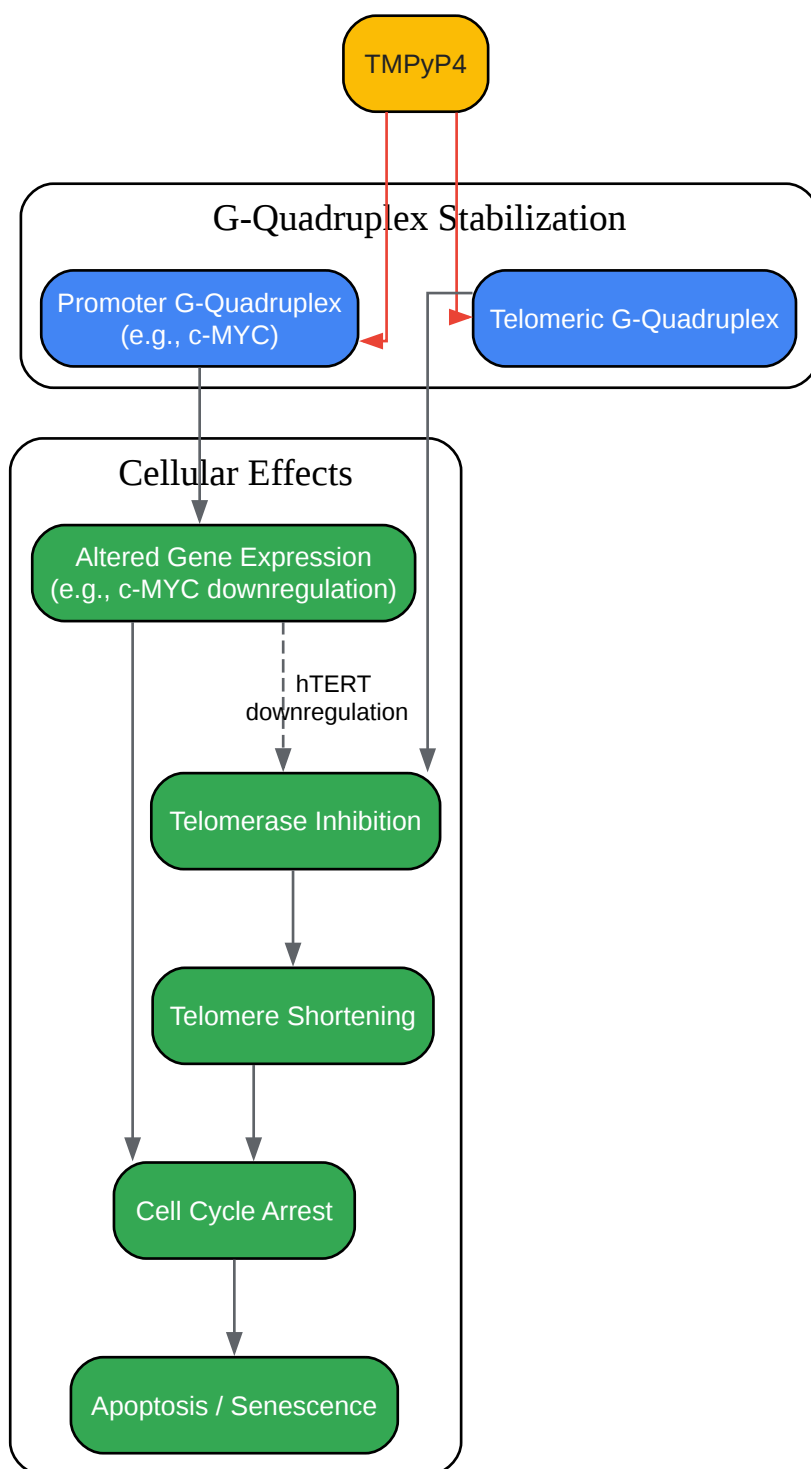 TMPyP4
G-Quadruplex Stabilization
Promoter G-Quadruplex
(e.g., c-MYC)
Telomeric G-Quadruplex
Cellular Effects
Altered Gene Expression
(e.g., c-MYC downregulation)
hTERT
downregulation
Telomerase Inhibition
Telomere Shortening
Cell Cycle Arrest
Apoptosis / Senescence